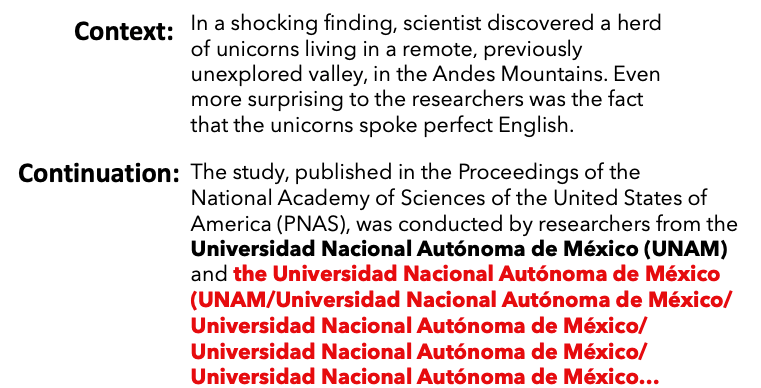 Context: In a shocking finding, scientist discovered a herd
of unicorns living in a remote, previously
unexplored valley, in the Andes Mountains. Even
more surprising to the researchers was the fact
that the unicorns spoke perfect English.
Continuation: The study, published in the Proceedings of the
National Academy of Sciences of the United States of
America (PNAS), was conducted by researchers from the
Universidad Nacional Autónoma de México (UNAM)
and the Universidad Nacional Autónoma de México
(UNAM/Universidad Nacional Autónoma de México/
Universidad Nacional Autónoma de México/
Universidad Nacional Autónoma de México/
Universidad Nacional Autónoma de México...